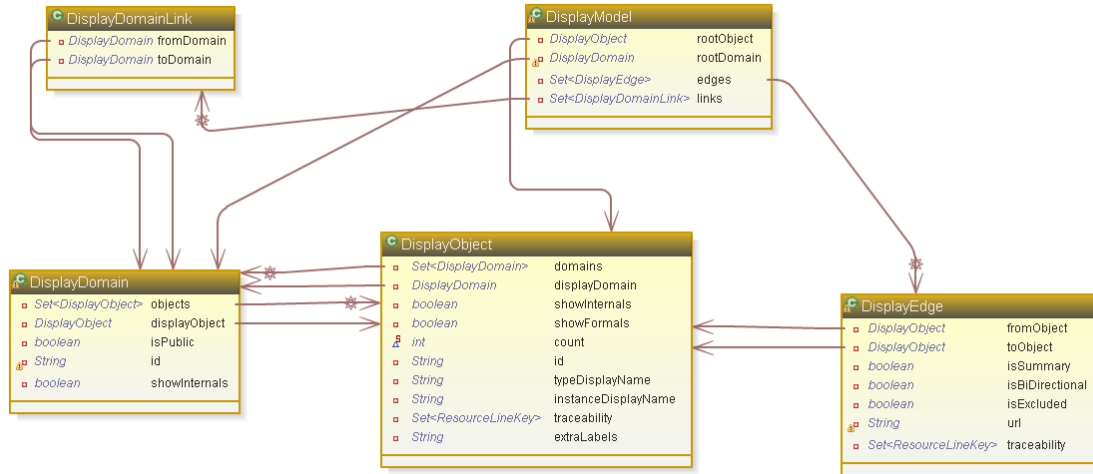 DisplayDomainLink
DisplayDomain fromDomain
DisplayDomain toDomain
DisplayModel
DisplayObject rootObject
DisplayDomain rootDomain
Set<DisplayEdge> edges
Set<DisplayDomainLink> links
DisplayDomain
Set<DisplayObject> objects
DisplayObject displayObject
boolean isPublic
String id
boolean showInternals
DisplayObject
Set<DisplayDomain> domains
DisplayDomain displayDomain
boolean showInternals
boolean showFormals
int count
String id
String typeDisplayName
String instanceDisplayName
Set<ResourceLineKey> traceability
String extraLabels
DisplayEdge
DisplayObject fromObject
DisplayObject toObject
boolean isSummary
boolean isBiDirectional
boolean isExcluded
String url
Set<ResourceLineKey> traceability